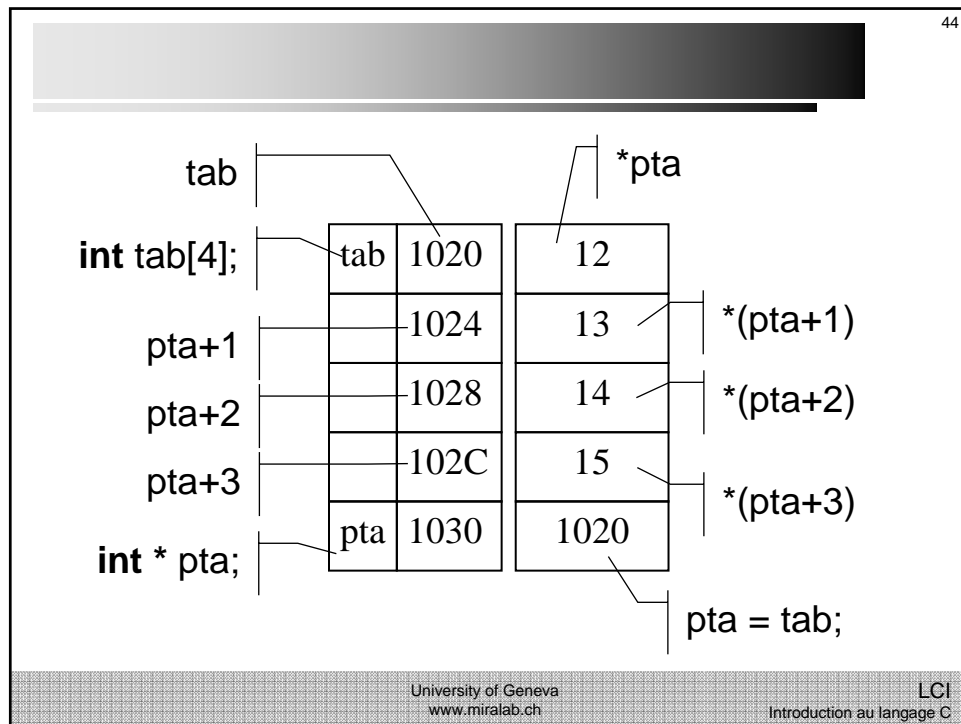 44
tab
*pta
int tab[4];
tab 1020 12
1024 13
pta+1
*(pta+1)
1028 14
pta+2
*(pta+2)
102C 15
pta+3
*(pta+3)
pta 1030 1020
int * pta;
pta = tab;
University of Geneva
www.miralab.ch
LCI
Introduction au langage C